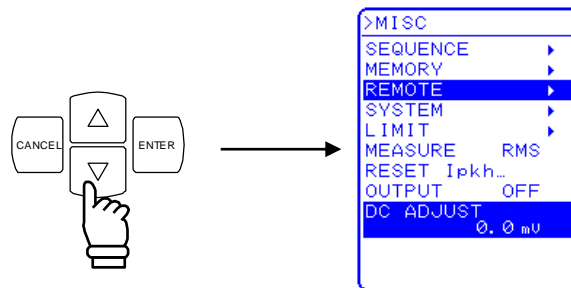 CANCEL
ENTER
>MISC
SEQUENCE
MEMORY
REMOTE
SYSTEM
LIMIT
MEASURE RMS
RESET Ipkh…
OUTPUT OFF
DC ADJUST
0.0 mV